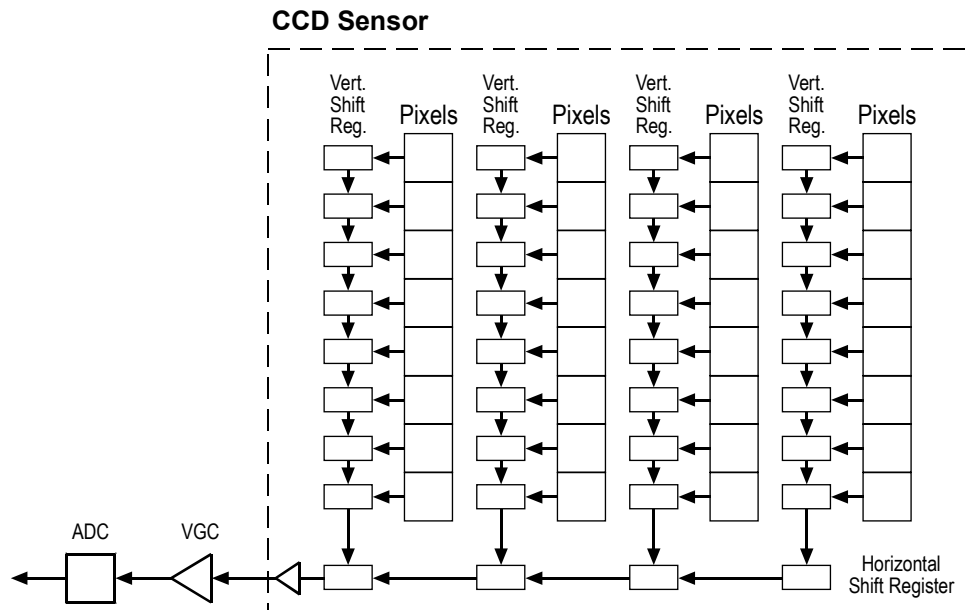 CCD Sensor
Vert.
Shift
Reg.
Pixels
Vert.
Shift
Reg.
Pixels
Vert.
Shift
Reg.
Pixels
Vert.
Shift
Reg.
Pixels
ADC
VGC
Horizontal
Shift Register